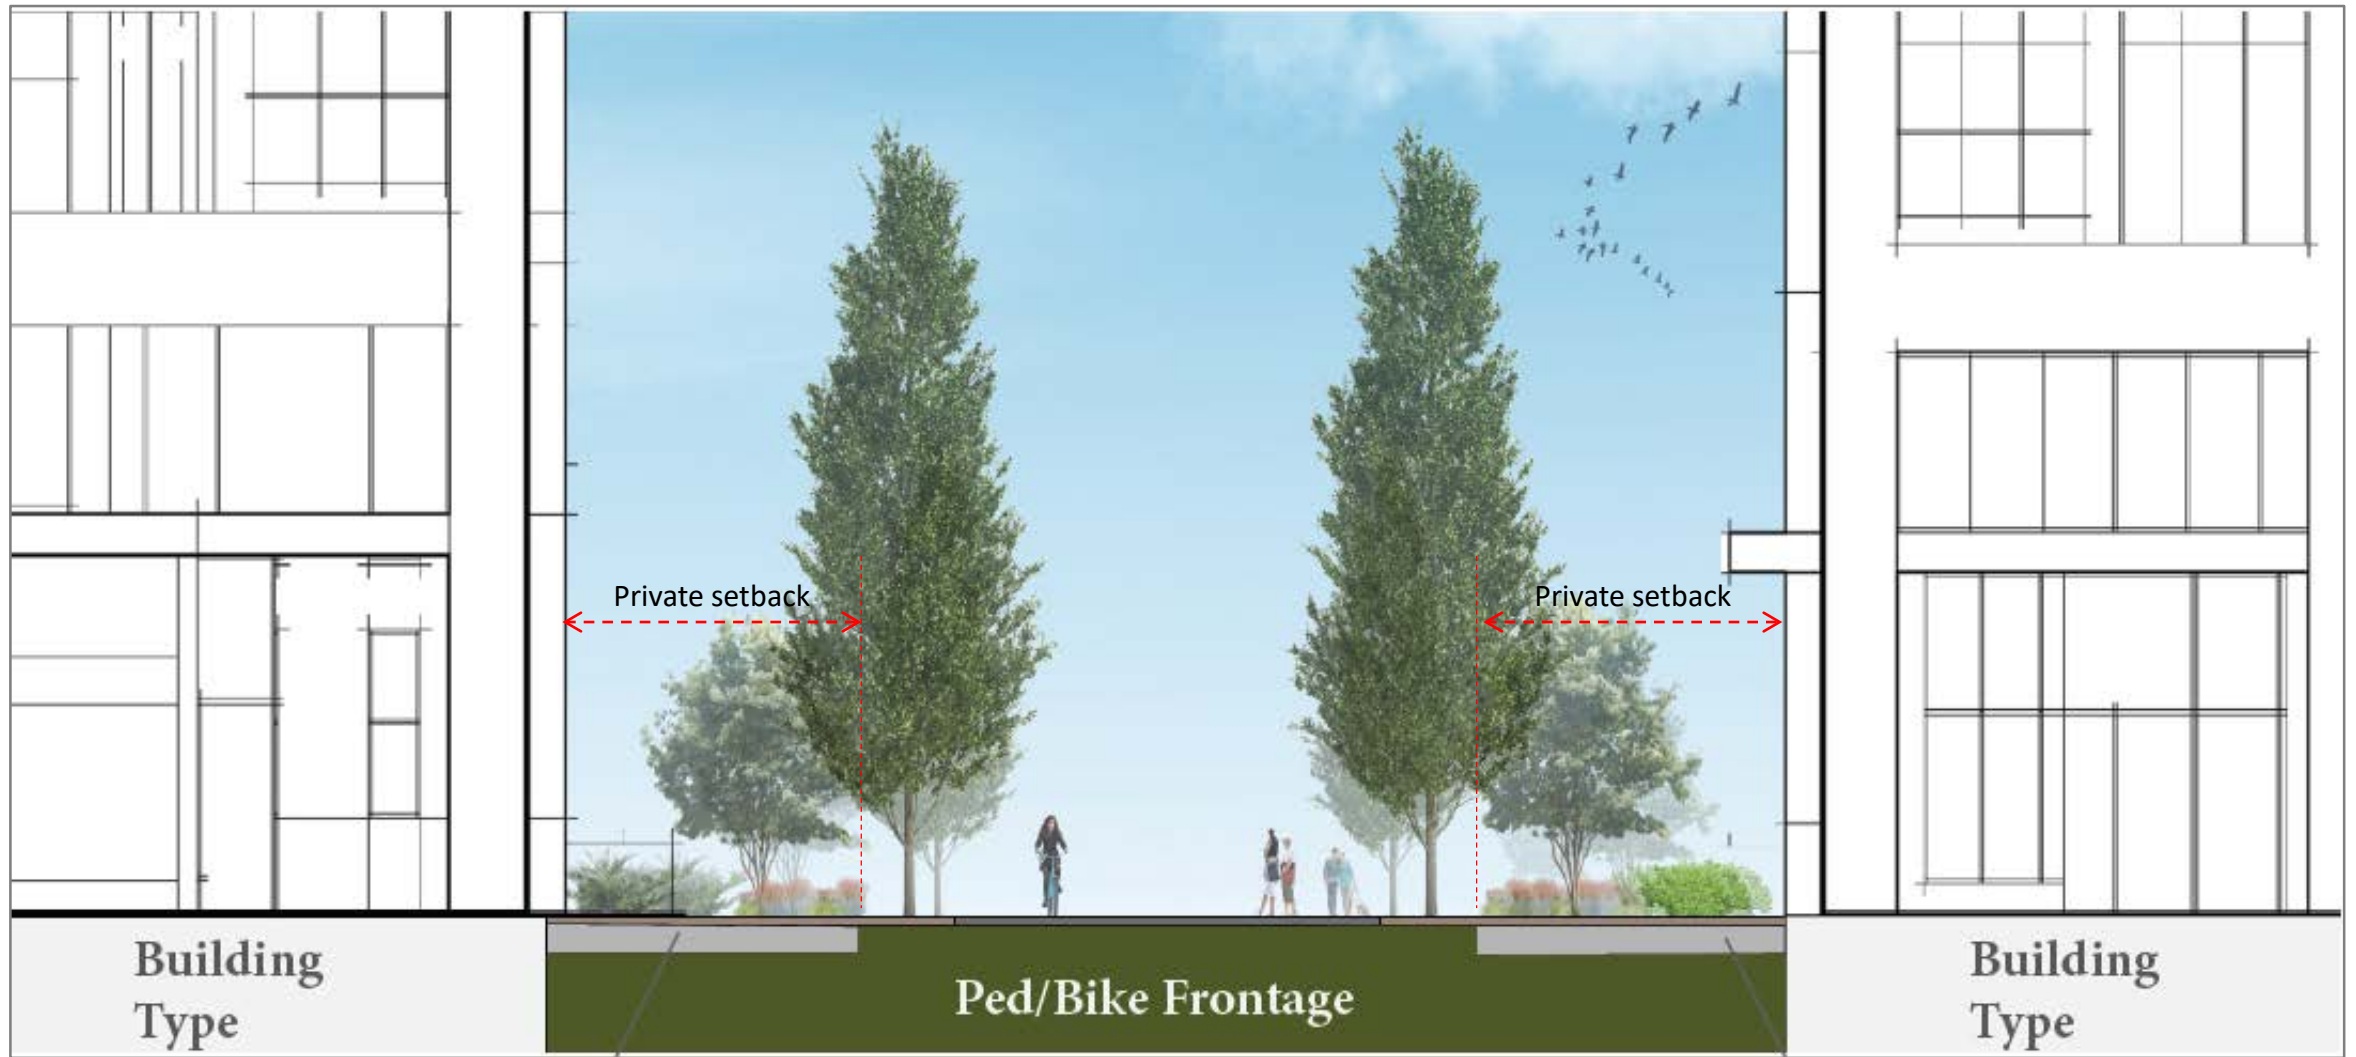 Private setback
Private setback
Building
Type
Ped/Bike Frontage
Building
Type